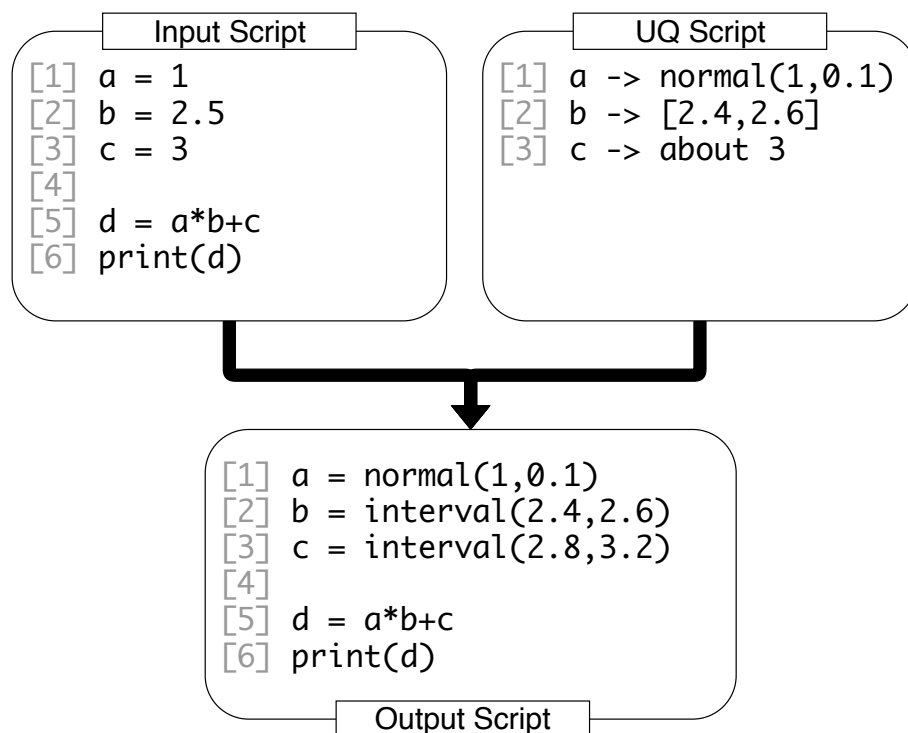 Input Script
[1] a = 1
[2] b = 2.5
[3] c = 3
[4]
[5] d = a*b+c
[6] print(d)
UQ Script
[1] a -> normal(1,0.1)
[2] b -> [2.4,2.6]
[3] c -> about 3
[1] a = normal(1,0.1)
[2] b = interval(2.4,2.6)
[3] c = interval(2.8,3.2)
[4]
[5] d = a*b+c
[6] print(d)
Output Script